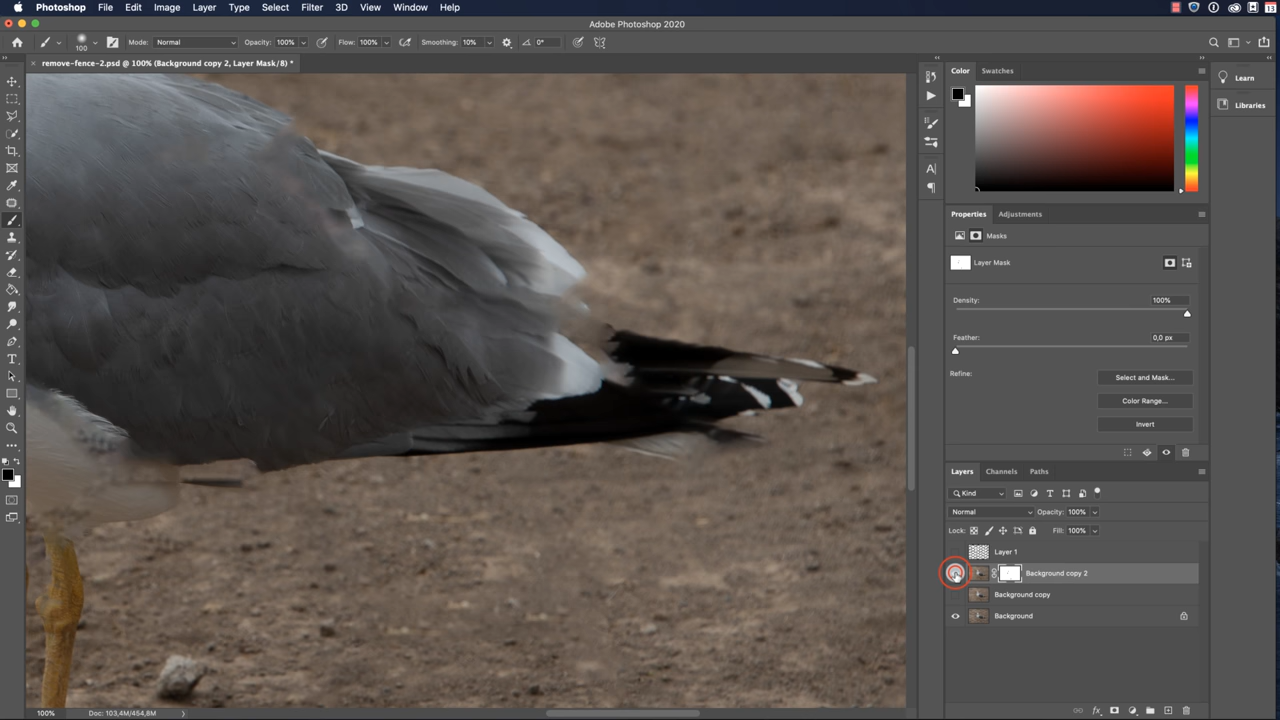 Photoshop File Edit Image Layer Type Select Filter 3D View Window Help 13
Adobe Photoshop 2020
100 Mode: Normal Opacity: 100% Flow: 100% Smoothing: 10% 0°
remove-fence-2.psd @ 100% (Background copy 2, Layer Mask/8) *
Color Swatches
Learn
Libraries
Properties Adjustments
Masks
Layer Mask
Density: 100%
Feather: 0,0 px
Refine: Select and Mask...
Color Range...
Invert
Layers Channels Paths
Kind
Normal Opacity: 100%
Lock: Fill: 100%
Layer 1
Background copy 2
Background copy
Background
100% Doc: 103,4M/454,8M